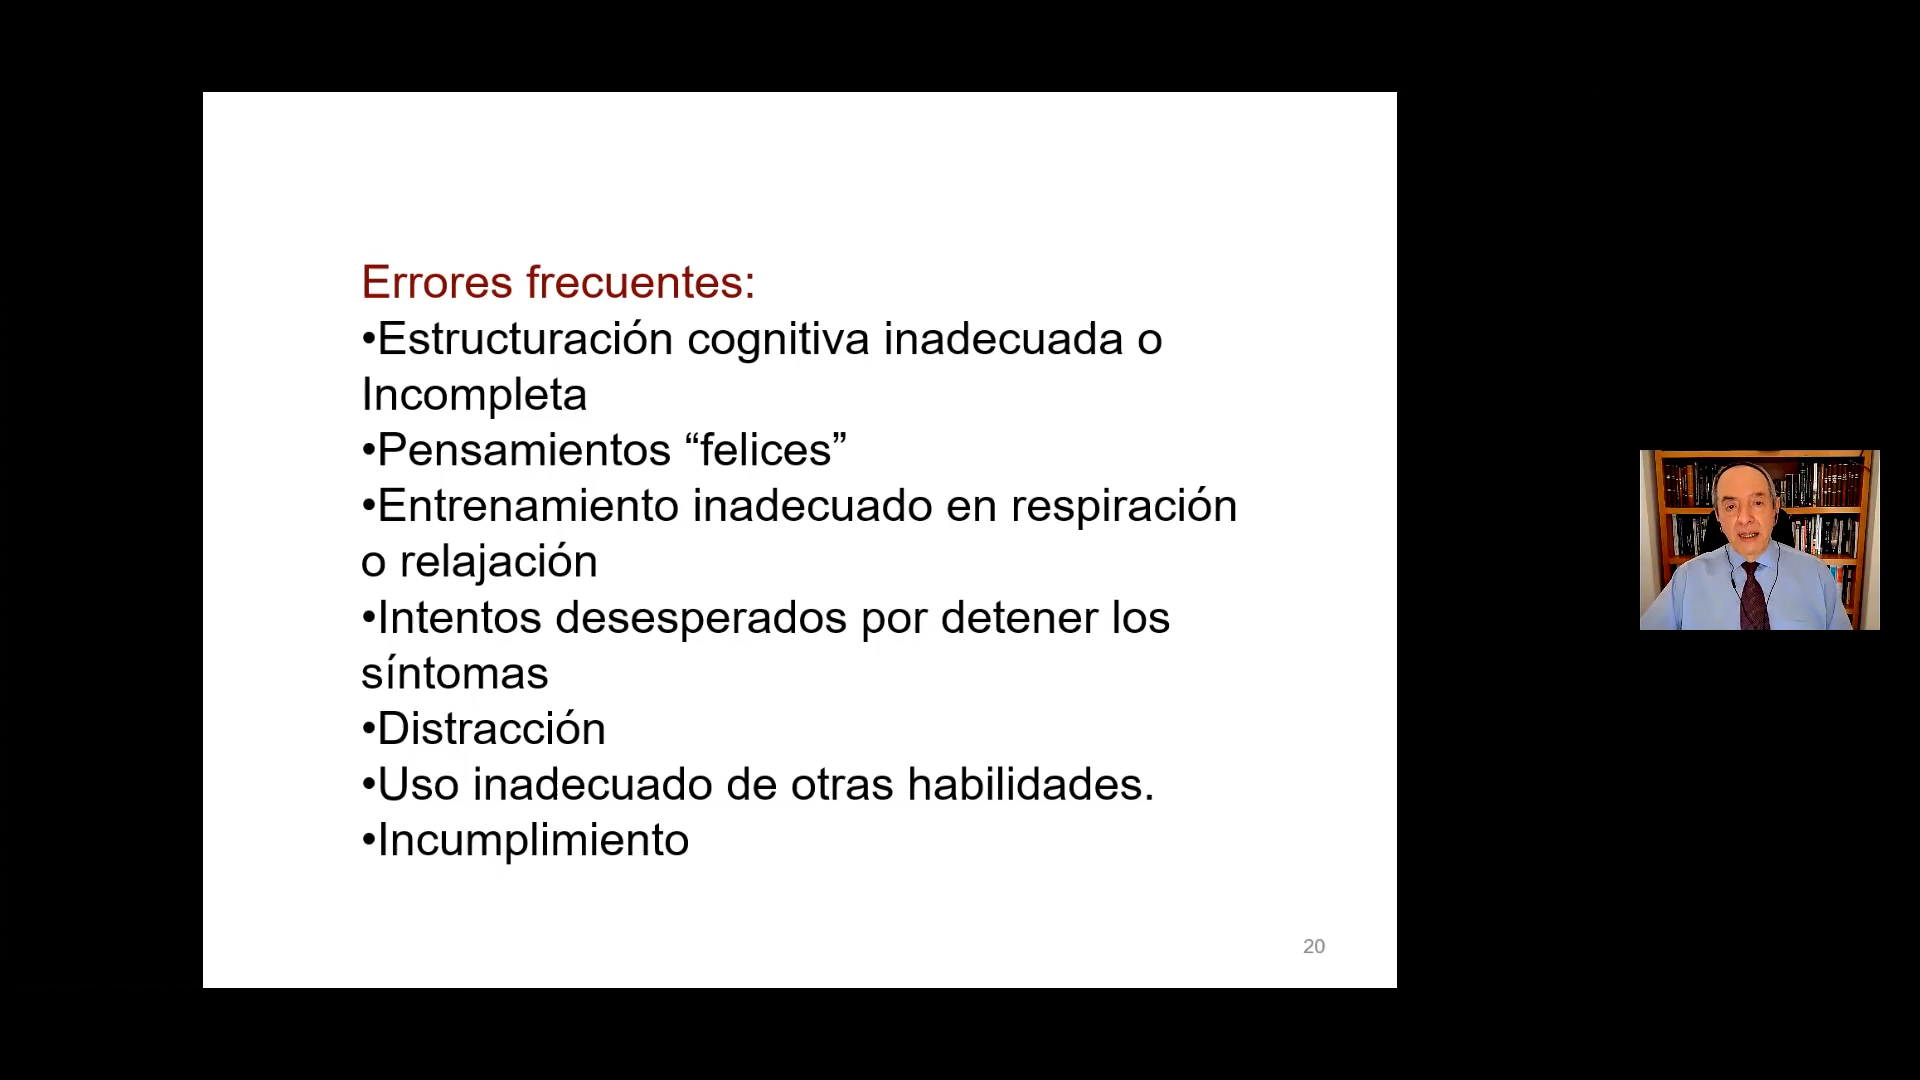 Errores frecuentes:
•Estructuración cognitiva inadecuada o
Incompleta
•Pensamientos “felices”
•Entrenamiento inadecuado en respiración
o relajación
•Intentos desesperados por detener los
síntomas
•Distracción
•Uso inadecuado de otras habilidades.
•Incumplimiento
20